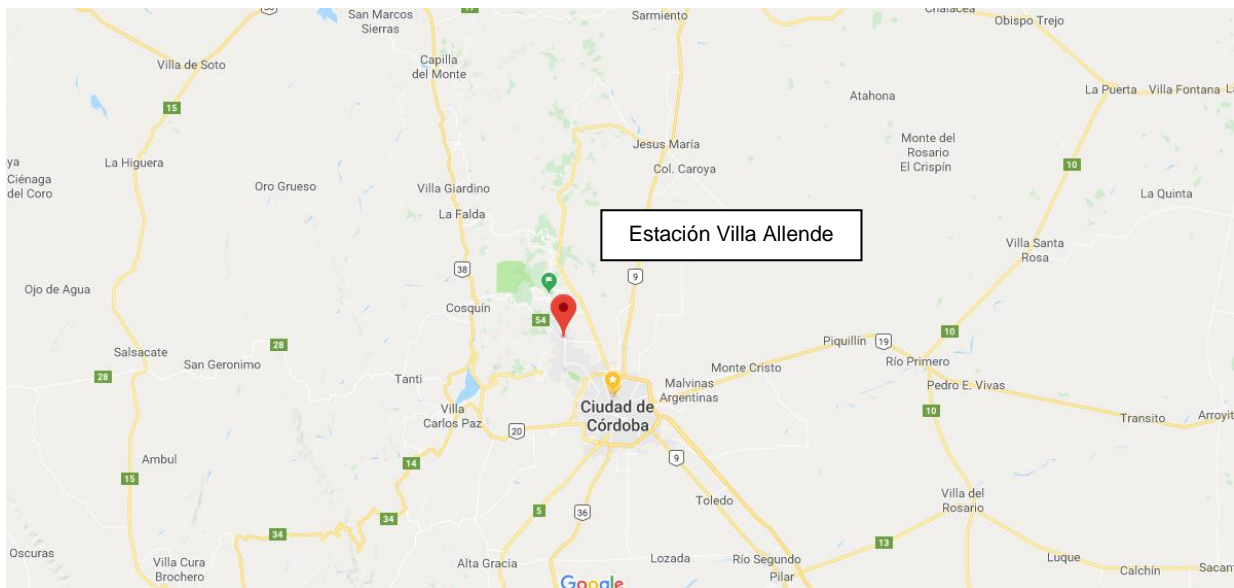 San Marcos
Sierras
17
Sarmiento
Obispo Trejo
Villa de Soto
Capilla
del Monte
La Puerta
Villa Fontana
15
Atahona
Jesus María
Monte del
Rosario
El Crispín
La Higuera
Col. Caroya
10
Ciénaga
del Coro
Oro Grueso
Villa Giardino
La Quinta
La Falda
Estación Villa Allende
Villa Santa
Rosa
38
9
Ojo de Agua
Cosquín
54
10
Salsacate
28
San Geronimo
Piquillín
19
Río Primero
28
Tanti
Monte Cristo
Malvinas
Argentinas
Pedro E. Vivas
Villa
Carlos Paz
Ciudad de
Córdoba
10
Transito
Arroyit
20
Ambul
14
9
15
Toledo
Villa del
Rosario
34
5
36
34
13
Oscuras
Villa Cura
Brochero
Alta Gracia
Lozada
Río Segundo
Pilar
Luque
Calchín
Sacan
Google